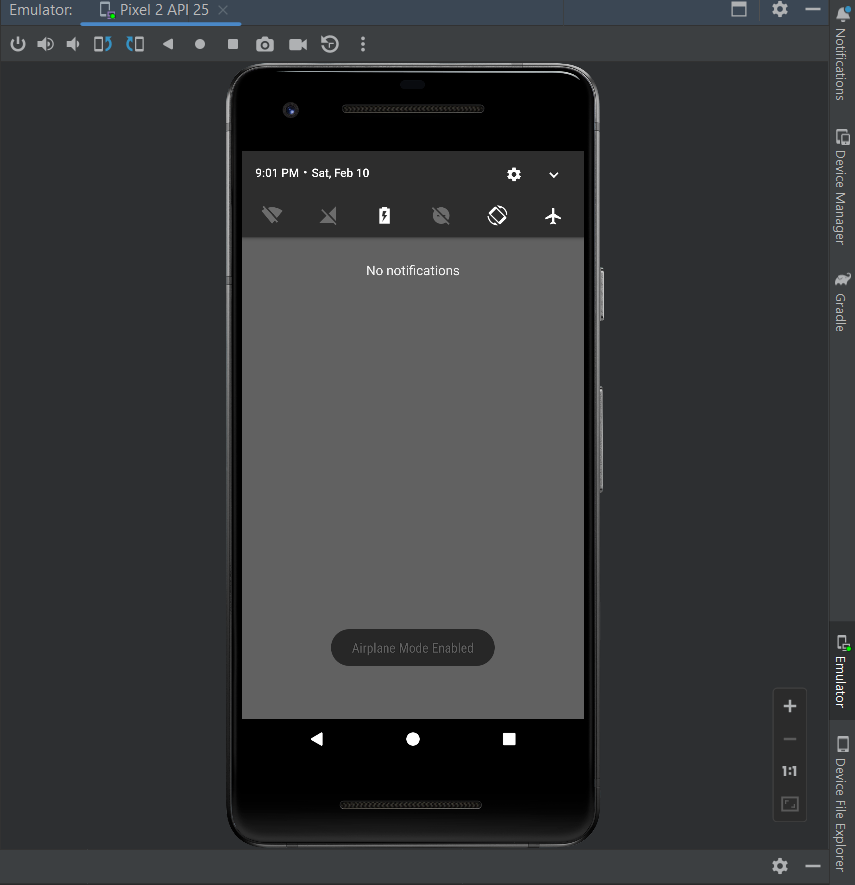 Emulator: Pixel 2 API 25
Notifications
Device Manager
Gradle
9:01 PM • Sat, Feb 10
No notifications
Airplane Mode Enabled
1:1
Emulator
Device File Explorer